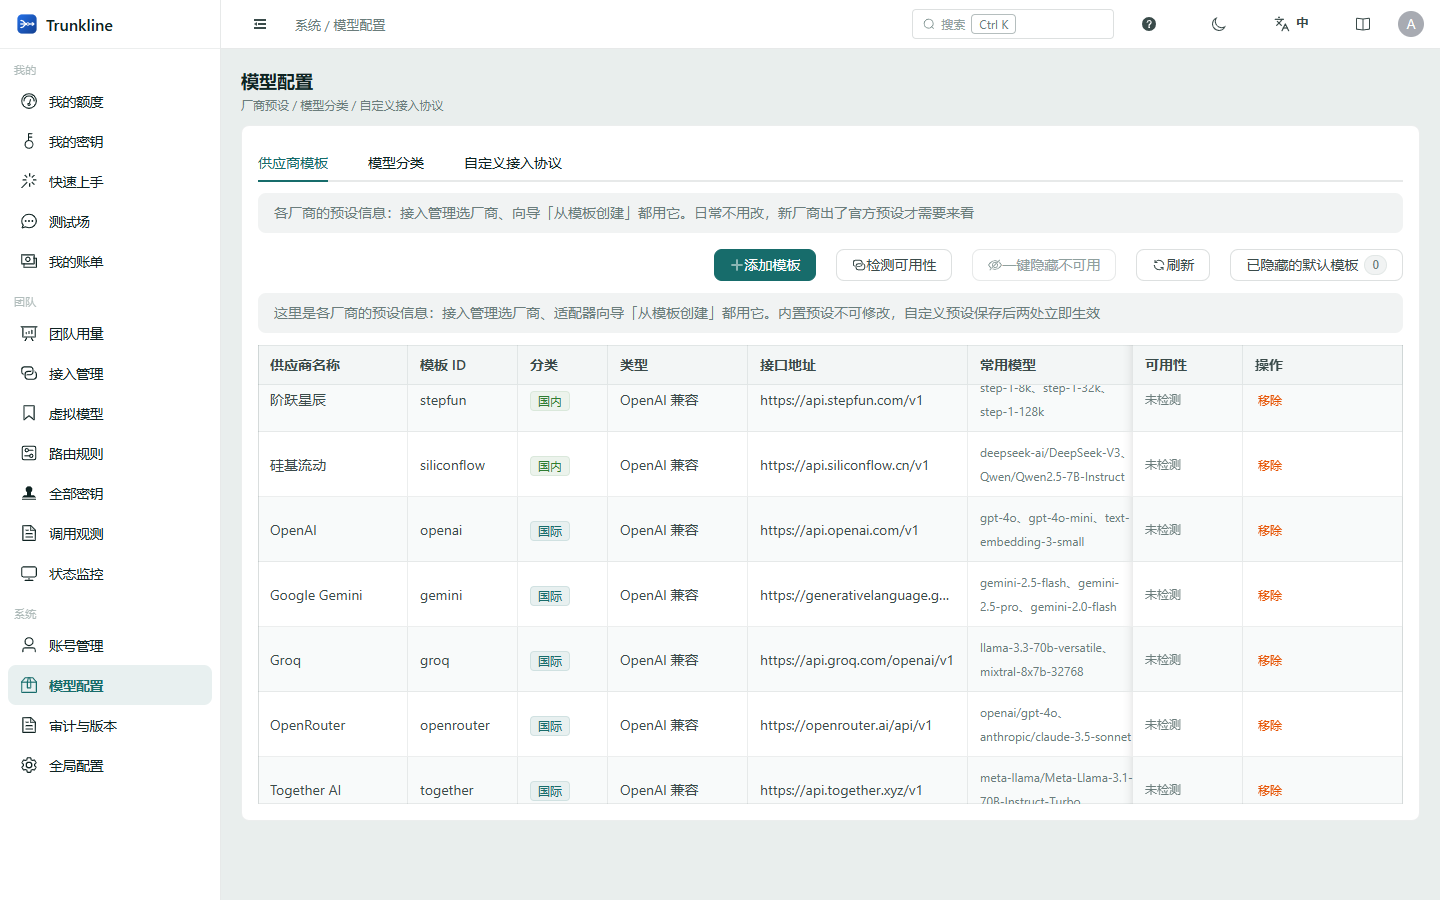 Trunkline
系统 / 模型配置
搜索 Ctrl K
中
A
我的
我的额度
我的密钥
快速上手
测试场
我的账单
团队
团队用量
接入管理
虚拟模型
路由规则
全部密钥
调用观测
状态监控
系统
账号管理
模型配置
审计与版本
全局配置
模型配置
厂商预设 / 模型分类 / 自定义接入协议
供应商模板 模型分类 自定义接入协议
各厂商的预设信息：接入管理选厂商、向导「从模板创建」都用它。日常不用改，新厂商出了官方预设才需要来看
添加模板 检测可用性 一键隐藏不可用 刷新 已隐藏的默认模板 0
这里是各厂商的预设信息：接入管理选厂商、适配器向导「从模板创建」都用它。内置预设不可修改，自定义预设保存后两处立即生效
供应商名称 模板 ID 分类 类型 接口地址 常用模型 可用性 操作
阶跃星辰 stepfun 国内 OpenAI 兼容 https://api.stepfun.com/v1 step-1-8k、step-1-32k、 未检测 移除
step-1-128k
硅基流动 siliconflow 国内 OpenAI 兼容 https://api.siliconflow.cn/v1 deepseek-ai/DeepSeek-V3、 未检测 移除
Qwen/Qwen2.5-7B-Instruct
OpenAI openai 国际 OpenAI 兼容 https://api.openai.com/v1 gpt-4o、gpt-4o-mini、text- 未检测 移除
embedding-3-small
Google Gemini gemini 国际 OpenAI 兼容 https://generativelanguage.g... gemini-2.5-flash、gemini- 未检测 移除
2.5-pro、gemini-2.0-flash
Groq groq 国际 OpenAI 兼容 https://api.groq.com/openai/v1 llama-3.3-70b-versatile、 未检测 移除
mixtral-8x7b-32768
OpenRouter openrouter 国际 OpenAI 兼容 https://openrouter.ai/api/v1 openai/gpt-4o、 未检测 移除
anthropic/claude-3.5-sonnet
Together AI together 国际 OpenAI 兼容 https://api.together.xyz/v1 meta-llama/Meta-Llama-3.1- 未检测 移除
70B-Instruct-Turbo